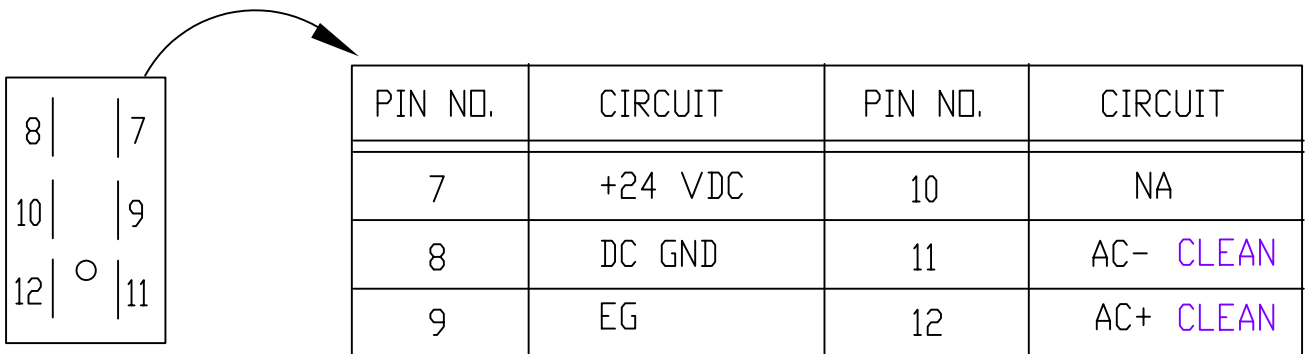 8 7
10 9
12 11
PIN NO. CIRCUIT PIN NO. CIRCUIT
7 +24 VDC 10 NA
8 DC GND 11 AC- CLEAN
9 EG 12 AC+ CLEAN